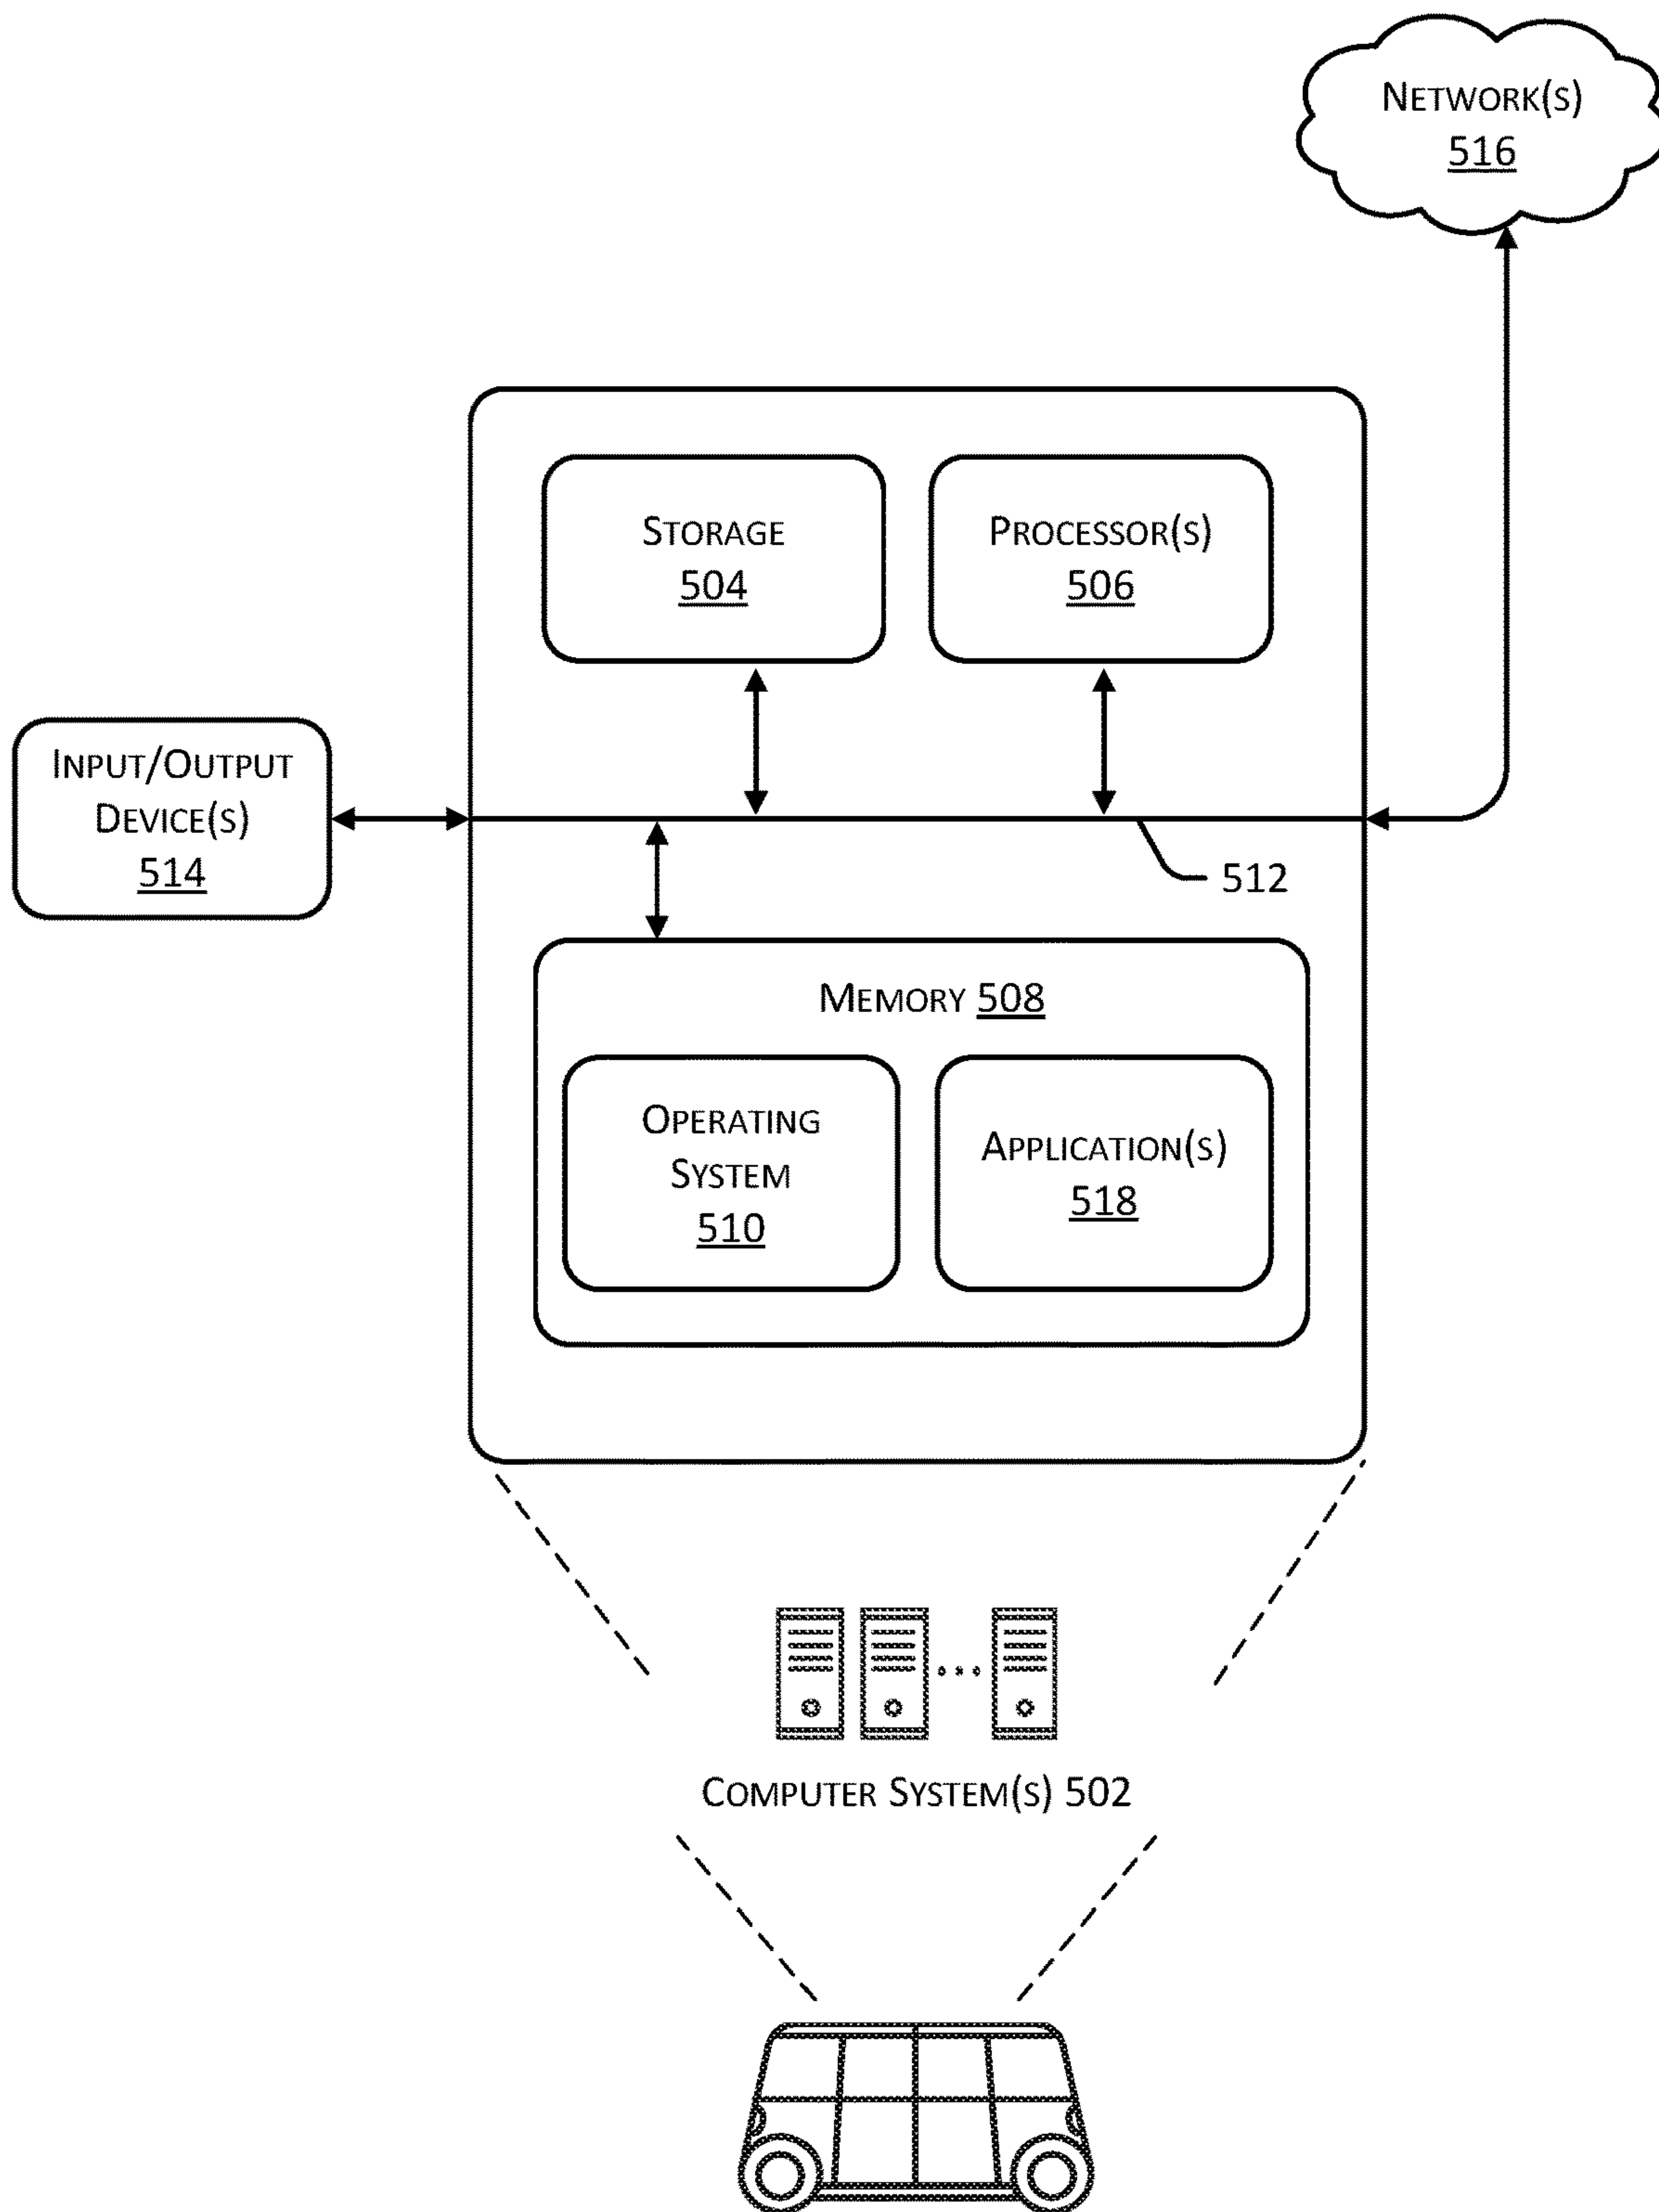 NETWORK(S)
516
STORAGE
504
PROCESSOR(S)
506
INPUT/OUTPUT
DEVICE(S)
514
512
MEMORY 508
OPERATING
SYSTEM
510
APPLICATION(S)
518
COMPUTER SYSTEM(S) 502